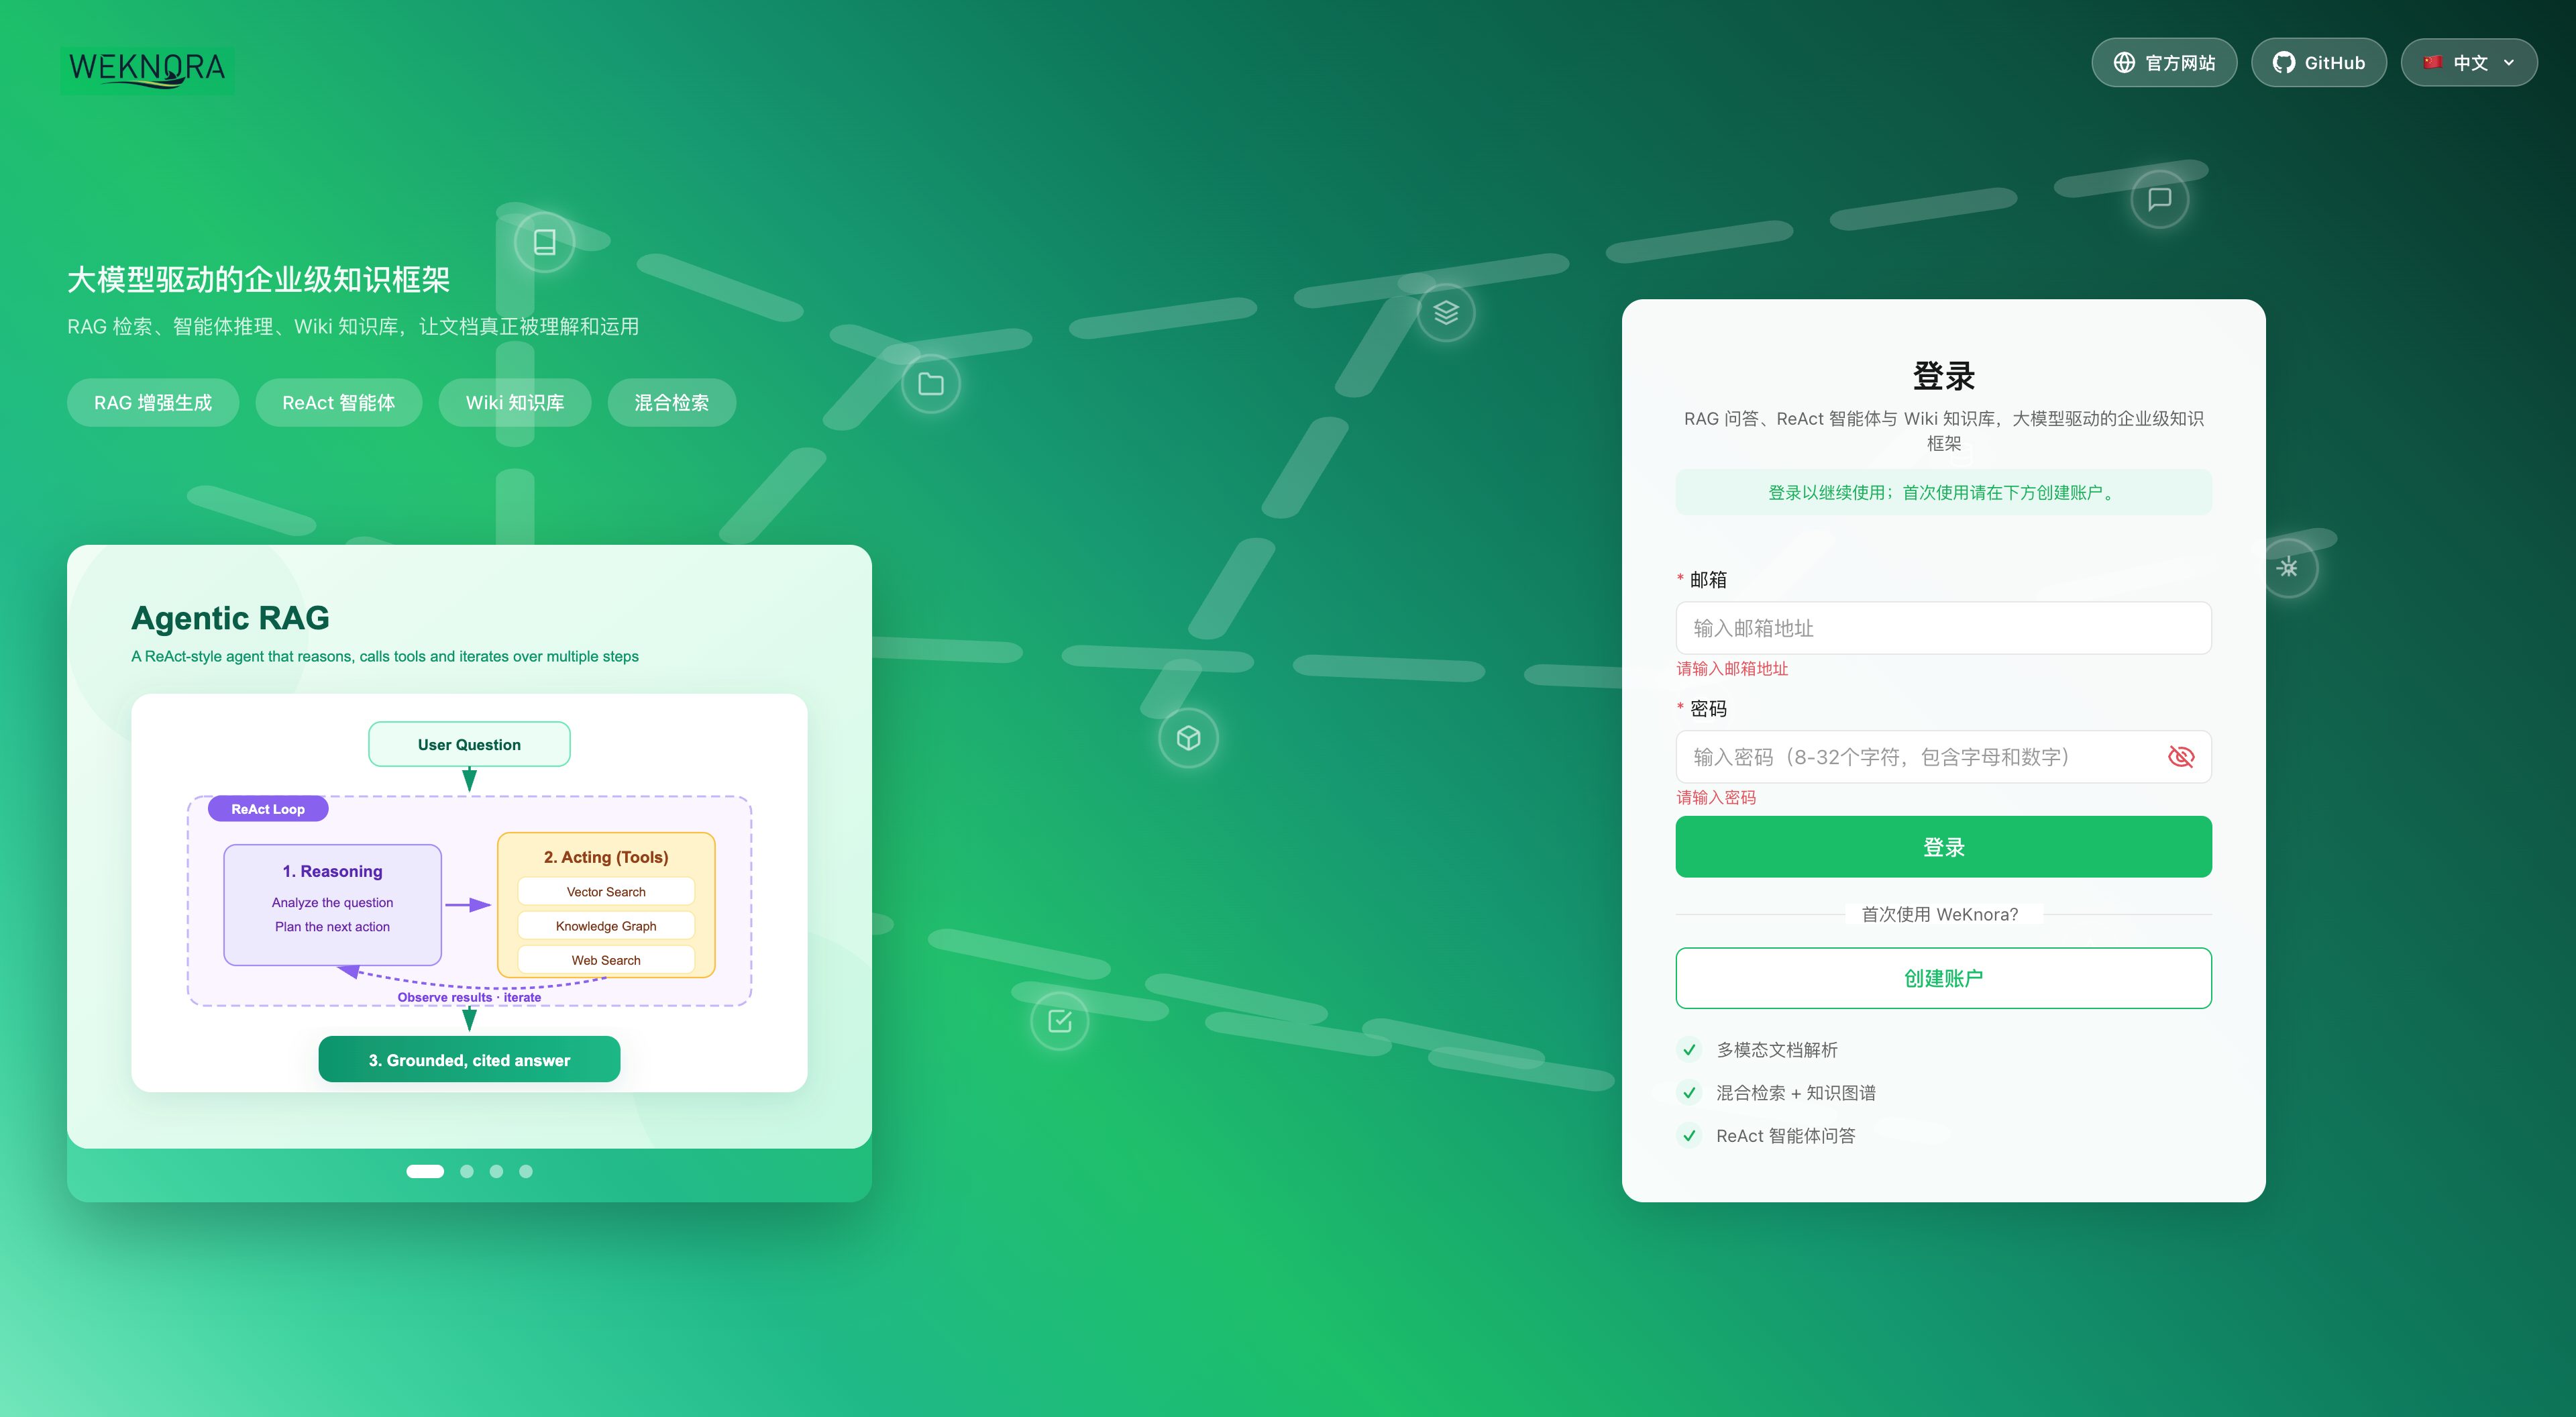 WEKNORA
官方网站
GitHub
中文
大模型驱动的企业级知识框架
RAG 检索、智能体推理、Wiki 知识库，让文档真正被理解和运用
RAG 增强生成
ReAct 智能体
Wiki 知识库
混合检索
Agentic RAG
A ReAct-style agent that reasons, calls tools and iterates over multiple steps
User Question
ReAct Loop
1. Reasoning
Analyze the question
Plan the next action
2. Acting (Tools)
Vector Search
Knowledge Graph
Web Search
Observe results · iterate
3. Grounded, cited answer
登录
RAG 问答、ReAct 智能体与 Wiki 知识库，大模型驱动的企业级知识
框架
登录以继续使用；首次使用请在下方创建账户。
* 邮箱
输入邮箱地址
请输入邮箱地址
* 密码
输入密码（8-32个字符，包含字母和数字）
请输入密码
登录
首次使用 WeKnora?
创建账户
多模态文档解析
混合检索 + 知识图谱
ReAct 智能体问答